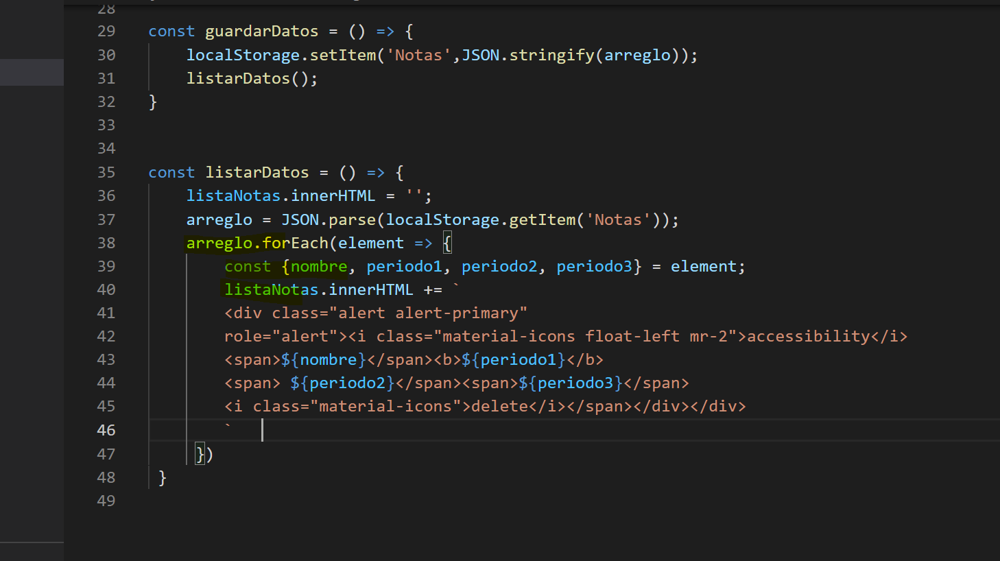 28
29 const guardarDatos = () => {
30 localStorage.setItem('Notas',JSON.stringify(arreglo));
31 listarDatos();
32 }
33
34
35 const listarDatos = () => {
36 listaNotas.innerHTML = '';
37 arreglo = JSON.parse(localStorage.getItem('Notas'));
38 arreglo.forEach(element => {
39 const {nombre, periodo1, periodo2, periodo3} = element;
40 listaNotas.innerHTML += `
41 <div class="alert alert-primary"
42 role="alert"><i class="material-icons float-left mr-2">accessibility</i>
43 <span>${nombre}</span><b>${periodo1}</b>
44 <span> ${periodo2}</span><span>${periodo3}</span>
45 <i class="material-icons">delete</i></span></div></div>
46 `
47 })
48 }
49